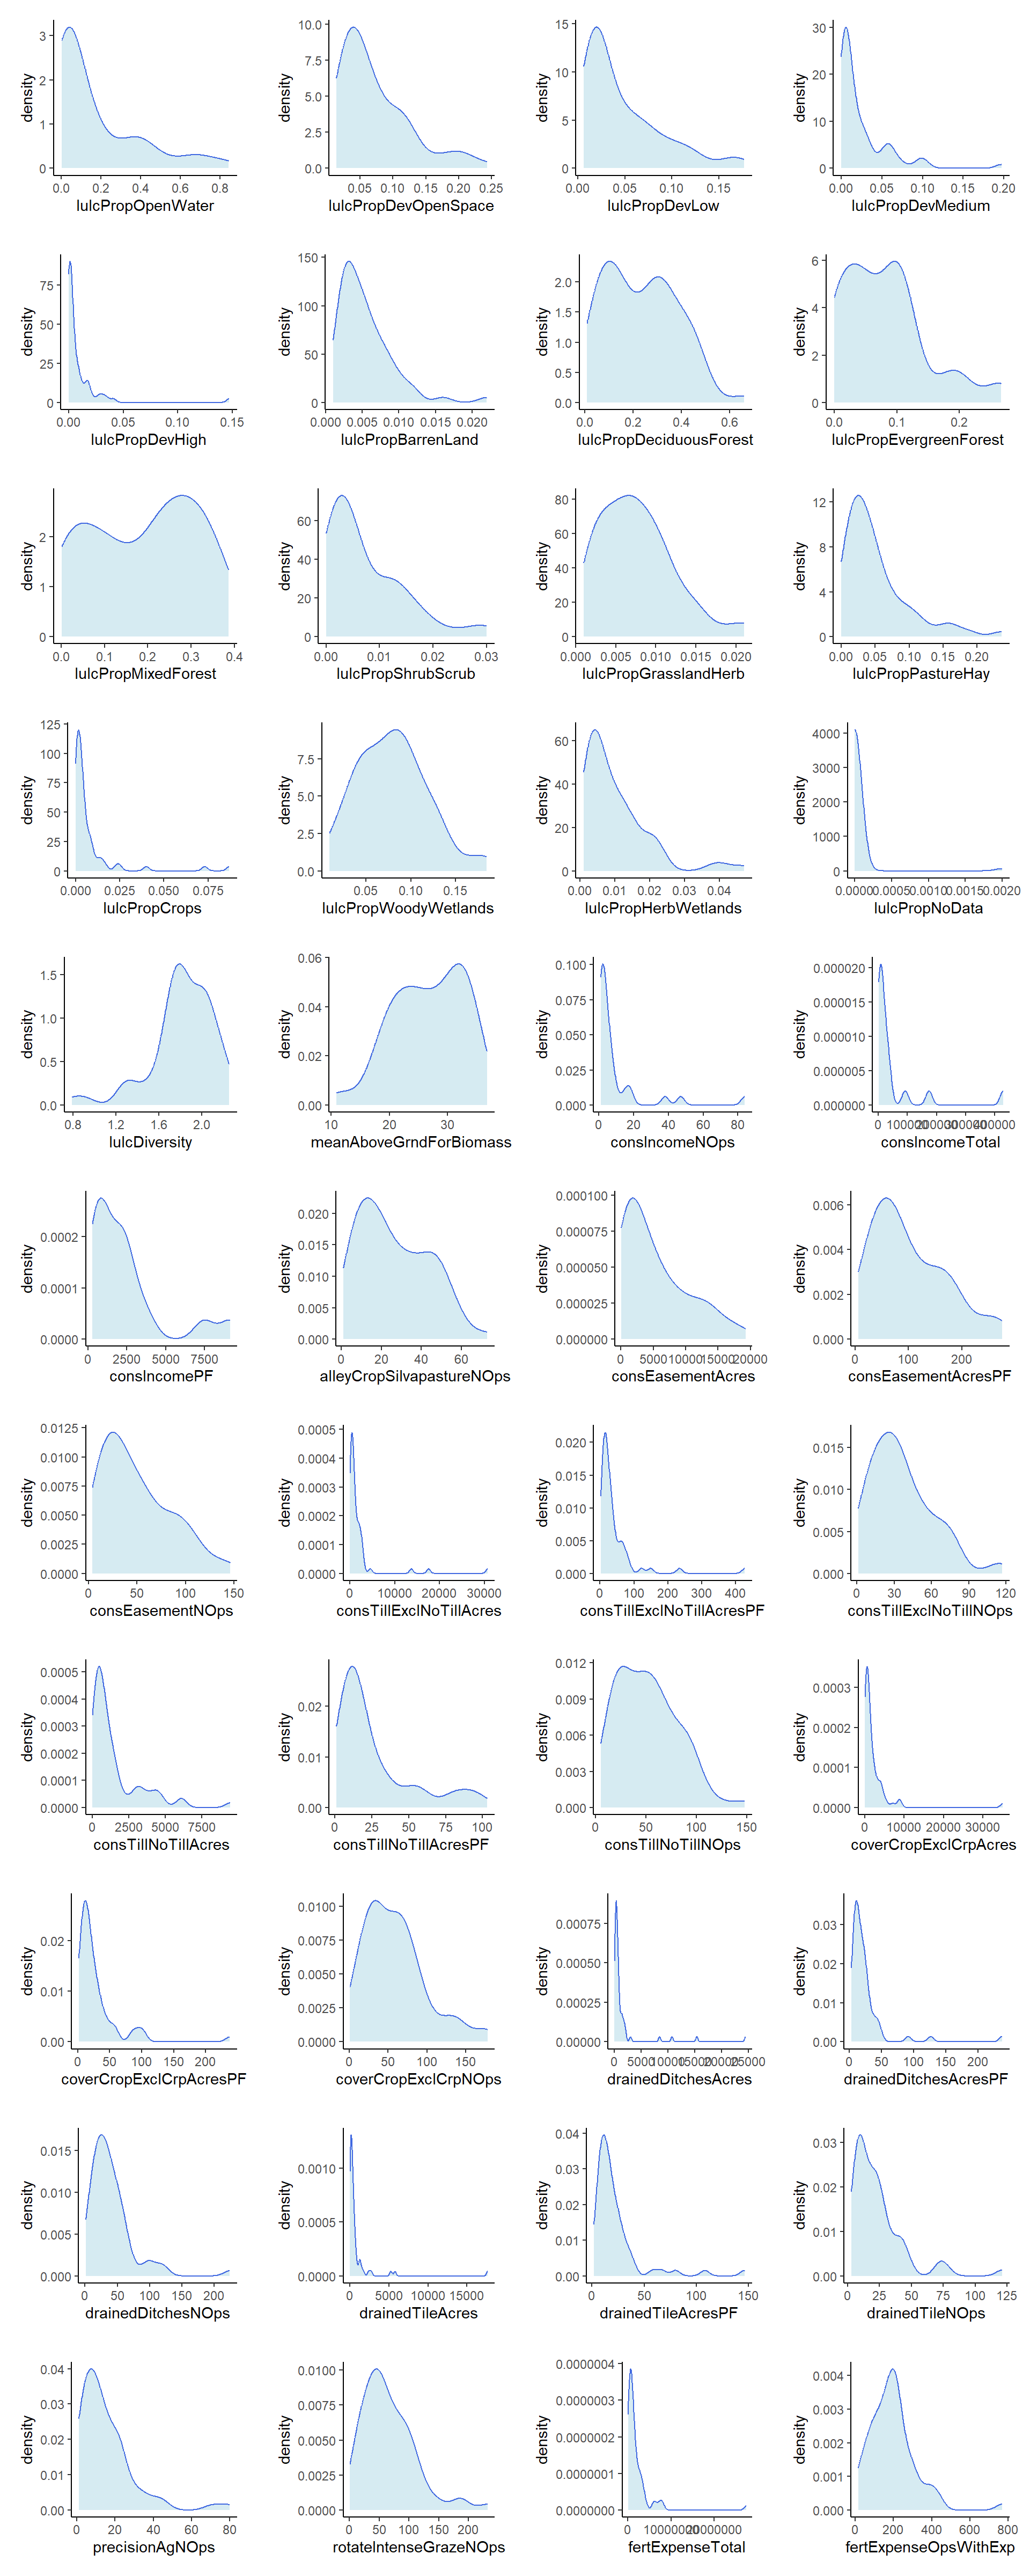 density
3
2
1
0
0.0 0.2 0.4 0.6 0.8
lulcPropOpenWater
density
10.0
7.5
5.0
2.5
0.0
0.05 0.10 0.15 0.20 0.25
lulcPropDevOpenSpace
density
15
10
5
0
0.00 0.05 0.10 0.15
lulcPropDevLow
density
30
20
10
0
0.00 0.05 0.10 0.15 0.20
lulcPropDevMedium
density
75
50
25
0
0.00 0.05 0.10 0.15
lulcPropDevHigh
density
150
100
50
0
0.000 0.005 0.010 0.015 0.020
lulcPropBarrenLand
density
2.0
1.5
1.0
0.5
0.0
0.0 0.2 0.4 0.6
lulcPropDeciduousForest
density
6
4
2
0
0.0 0.1 0.2
lulcPropEvergreenForest
density
2
1
0
0.0 0.1 0.2 0.3 0.4
lulcPropMixedForest
density
60
40
20
0
0.00 0.01 0.02 0.03
lulcPropShrubScrub
density
80
60
40
20
0
0.000 0.005 0.010 0.015 0.020
lulcPropGrasslandHerb
density
12
8
4
0
0.00 0.05 0.10 0.15 0.20
lulcPropPastureHay
density
125
100
75
50
25
0
0.000 0.025 0.050 0.075
lulcPropCrops
density
7.5
5.0
2.5
0.0
0.05 0.10 0.15
lulcPropWoodyWetlands
density
60
40
20
0
0.00 0.01 0.02 0.03 0.04
lulcPropHerbWetlands
density
4000
3000
2000
1000
0
0.0000 0.0005 0.0010 0.0015 0.0020
lulcPropNoData
density
1.5
1.0
0.5
0.0
0.8 1.2 1.6 2.0
lulcDiversity
density
0.06
0.04
0.02
0.00
10 20 30
meanAboveGrndForBiomass
density
0.100
0.075
0.050
0.025
0.000
0 20 40 60 80
consIncomeNOps
density
0.000020
0.000015
0.000010
0.000005
0.000000
0 100000 200000 300000 400000
consIncomeTotal
density
0.0002
0.0001
0.0000
0 2500 5000 7500
consIncomePF
density
0.020
0.015
0.010
0.005
0.000
0 20 40 60
alleyCropSilvapastureNOps
density
0.000100
0.000075
0.000050
0.000025
0.000000
0 5000 10000 15000 20000
consEasementAcres
density
0.006
0.004
0.002
0.000
0 100 200
consEasementAcresPF
density
0.0125
0.0100
0.0075
0.0050
0.0025
0.0000
0 50 100 150
consEasementNOps
density
0.0005
0.0004
0.0003
0.0002
0.0001
0.0000
0 10000 20000 30000
consTillExclNoTillAcres
density
0.020
0.015
0.010
0.005
0.000
0 100 200 300 400
consTillExclNoTillAcresPF
density
0.015
0.010
0.005
0.000
0 30 60 90 120
consTillExclNoTillNOps
density
0.0005
0.0004
0.0003
0.0002
0.0001
0.0000
0 2500 5000 7500
consTillNoTillAcres
density
0.02
0.01
0.00
0 25 50 75 100
consTillNoTillAcresPF
density
0.012
0.009
0.006
0.003
0.000
0 50 100 150
consTillNoTillNOps
density
0.0003
0.0002
0.0001
0.0000
0 10000 20000 30000
coverCropExclCrpAcres
density
0.02
0.01
0.00
0 50 100 150 200
coverCropExclCrpAcresPF
density
0.0100
0.0075
0.0050
0.0025
0.0000
0 50 100 150
coverCropExclCrpNOps
density
0.00075
0.00050
0.00025
0.00000
0 5000 10000 15000 20000 25000
drainedDitchesAcres
density
0.03
0.02
0.01
0.00
0 50 100 150 200
drainedDitchesAcresPF
density
0.015
0.010
0.005
0.000
0 50 100 150 200
drainedDitchesNOps
density
0.0010
0.0005
0.0000
0 5000 10000 15000
drainedTileAcres
density
0.04
0.03
0.02
0.01
0.00
0 50 100 150
drainedTileAcresPF
density
0.03
0.02
0.01
0.00
0 25 50 75 100 125
drainedTileNOps
density
0.04
0.03
0.02
0.01
0.00
0 20 40 60 80
precisionAgNOps
density
0.0100
0.0075
0.0050
0.0025
0.0000
0 50 100 150 200
rotateIntenseGrazeNOps
density
0.0000004
0.0000003
0.0000002
0.0000001
0.0000000
0 10000000 20000000
fertExpenseTotal
density
0.004
0.003
0.002
0.001
0.000
0 200 400 600 800
fertExpenseOpsWithExp